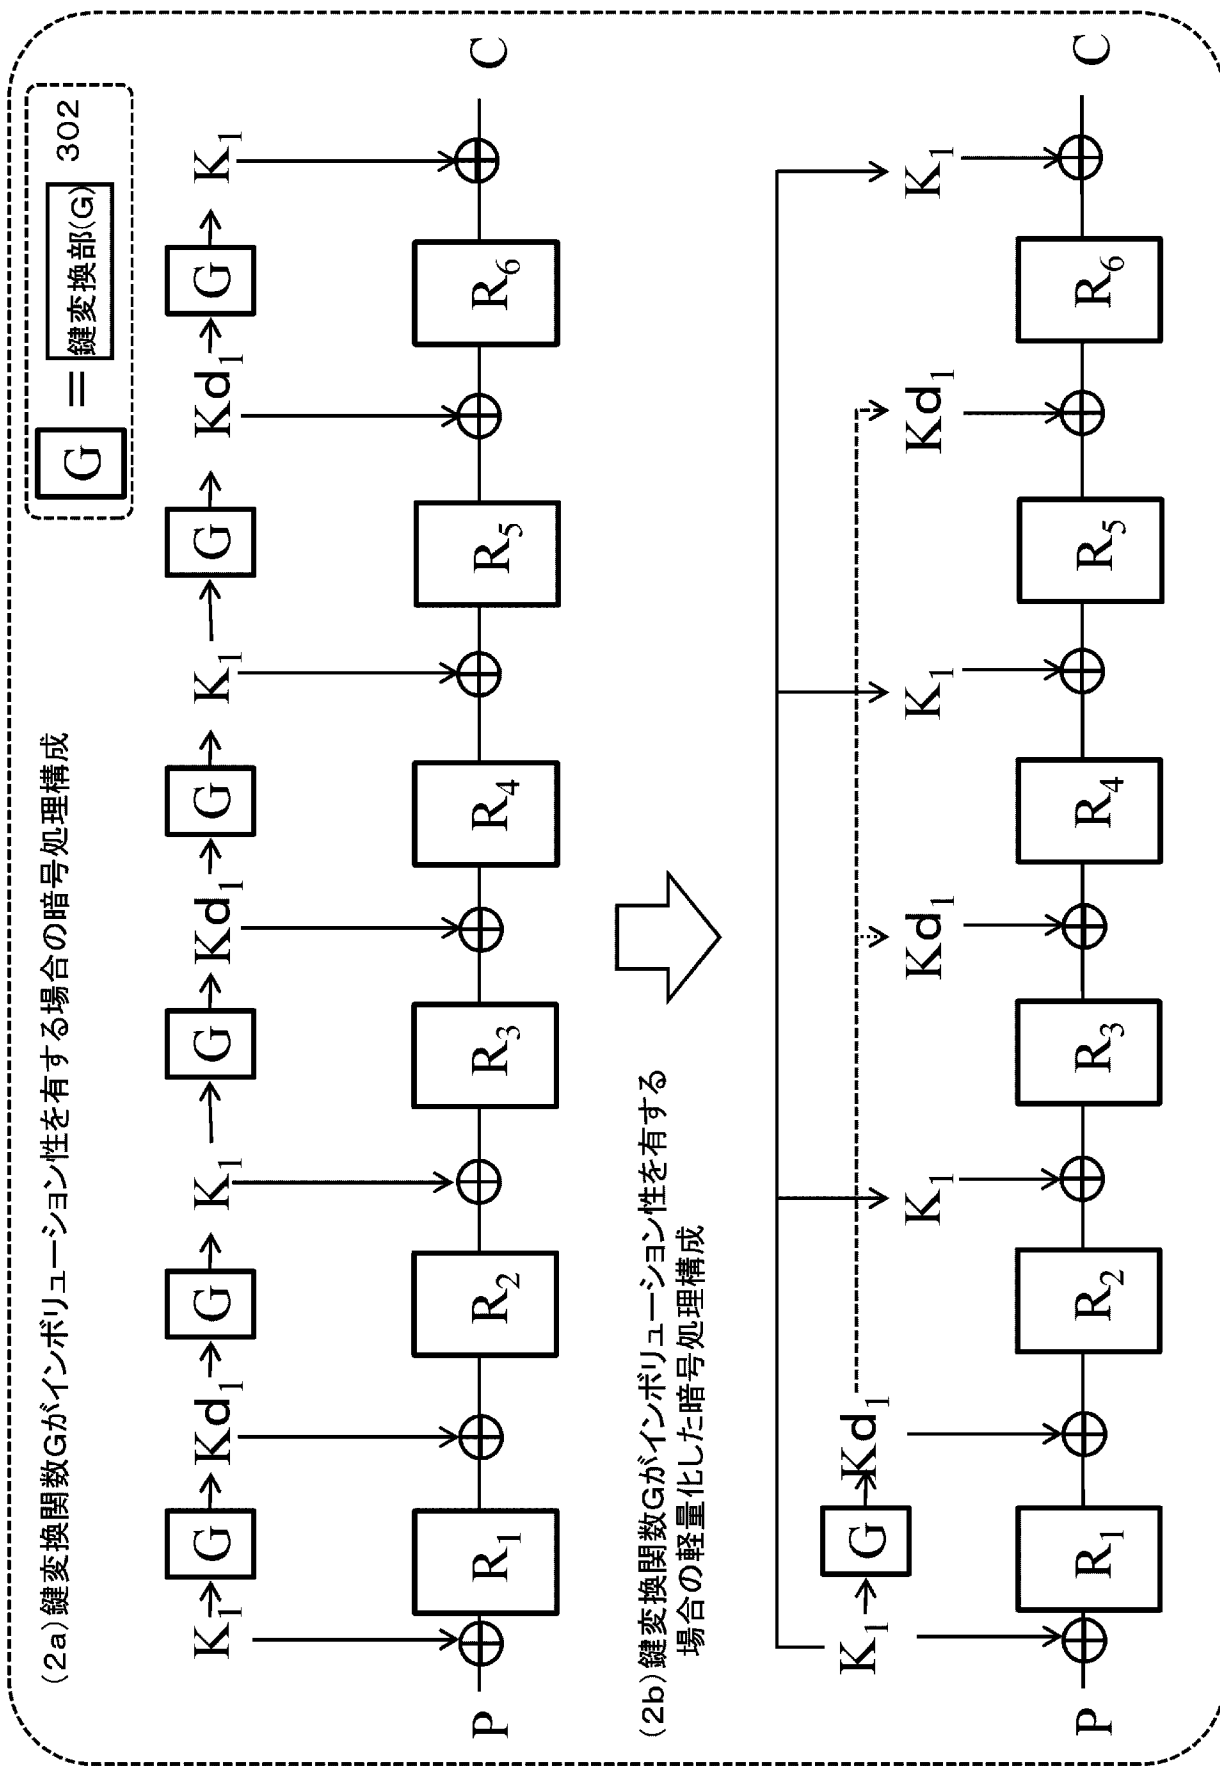 G = 鍵変換部(G) 302
(2a)鍵変換関数Gがインボリューション性を有する場合の暗号処理構成
K1 G Kd1 G K1 G Kd1 G K1 G Kd1 G K1
P R1 R2 R3 R4 R5 R6 C
(2b)鍵変換関数Gがインボリューション性を有する
場合の軽量化した暗号処理構成
K1 G Kd1
K1 Kd1 K1 Kd1 K1
P R1 R2 R3 R4 R5 R6 C